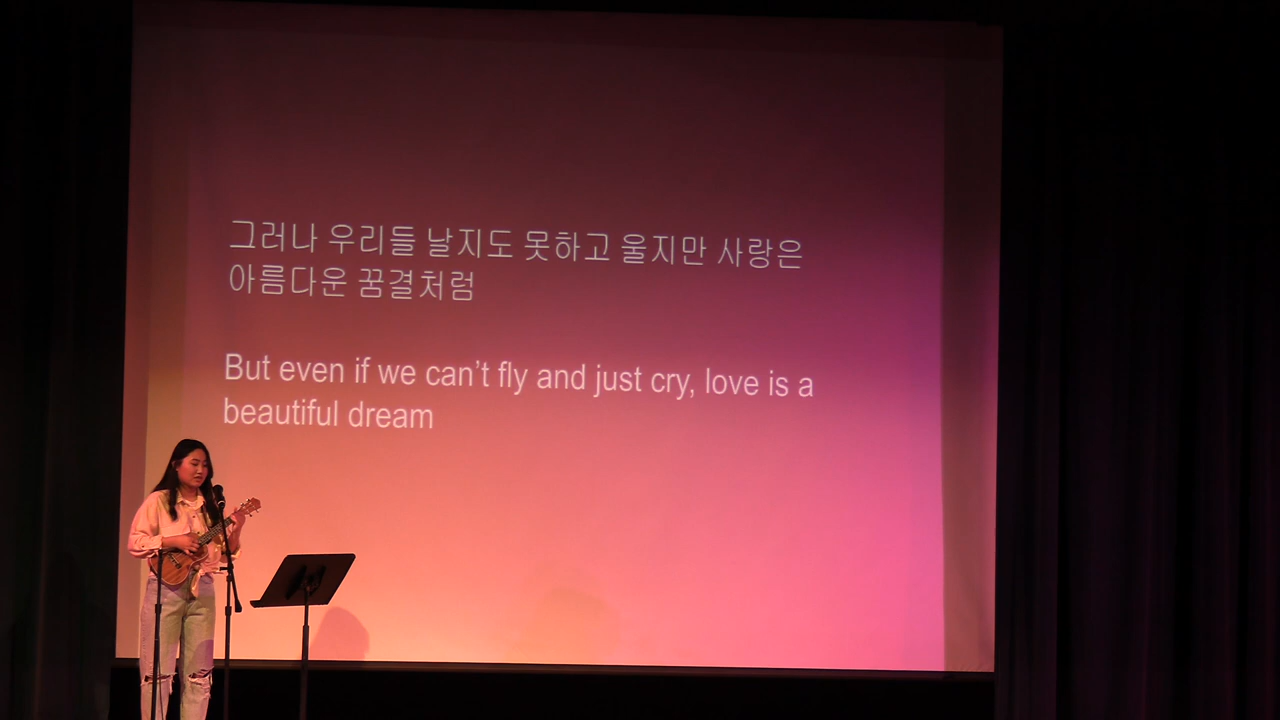 그러나 우리들 날지도 못하고 울지만 사랑은
아름다운 꿈결처럼
But even if we can’t fly and just cry, love is a
beautiful dream